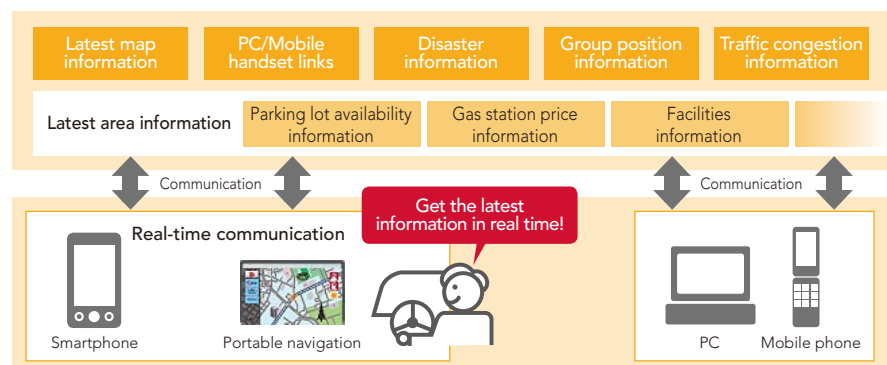 Latest map
information
PC/Mobile
handset links
Disaster
information
Group position
information
Traffic congestion
information
Latest area information
Parking lot availability
information
Gas station price
information
Facilities
information
Communication
Communication
Get the latest
information in real time!
Real-time communication
Smartphone
Portable navigation
PC
Mobile phone